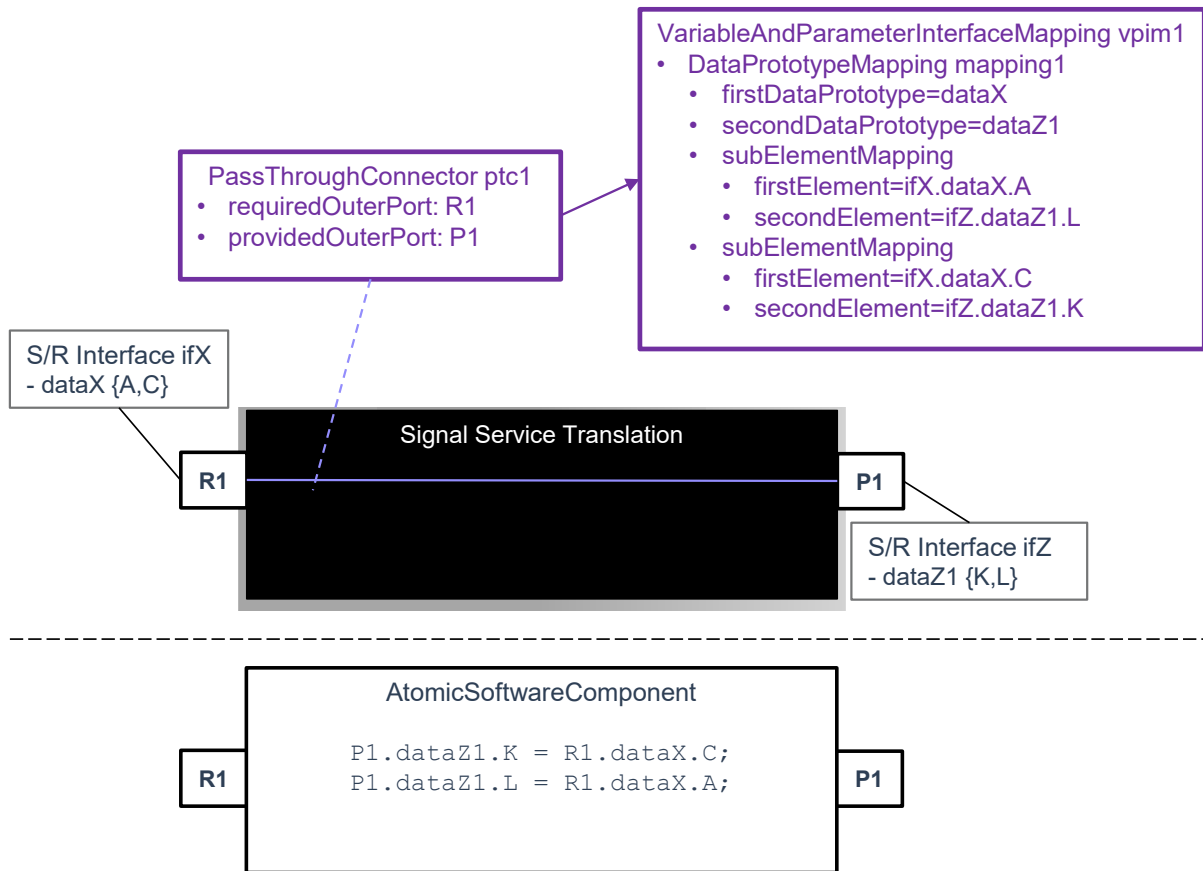 VariableAndParameterInterfaceMapping vpim1
• DataPrototypeMapping mapping1
• firstDataPrototype=dataX
• secondDataPrototype=dataZ1
• subElementMapping
• firstElement=ifX.dataX.A
• secondElement=ifZ.dataZ1.L
• subElementMapping
• firstElement=ifX.dataX.C
• secondElement=ifZ.dataZ1.K
PassThroughConnector ptc1
• requiredOuterPort: R1
• providedOuterPort: P1
S/R Interface ifX
- dataX {A,C}
Signal Service Translation
R1
P1
S/R Interface ifZ
- dataZ1 {K,L}
AtomicSoftwareComponent
P1.dataZ1.K = R1.dataX.C;
P1.dataZ1.L = R1.dataX.A;
R1
P1